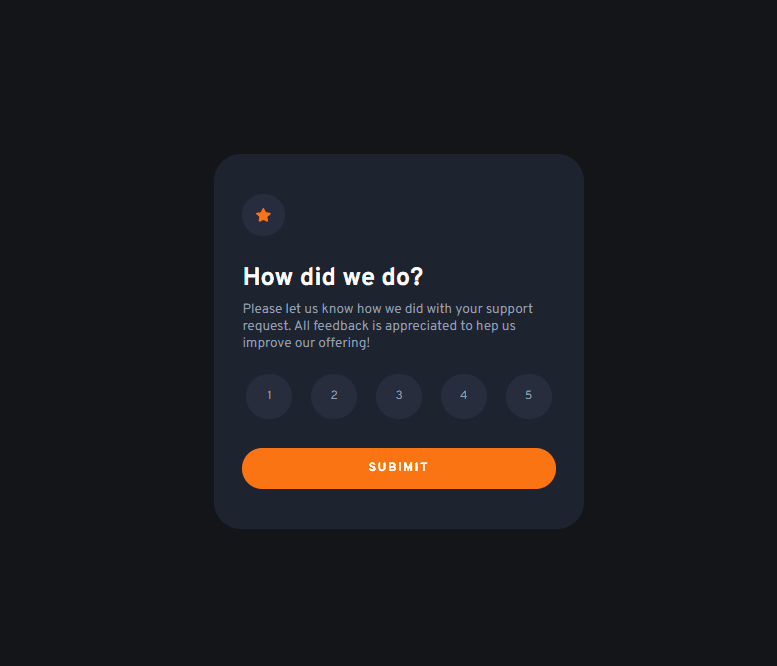 How did we do?
Please let us know how we did with your support
request. All feedback is appreciated to hep us
improve our offering!
1 2 3 4 5
SUBIMIT